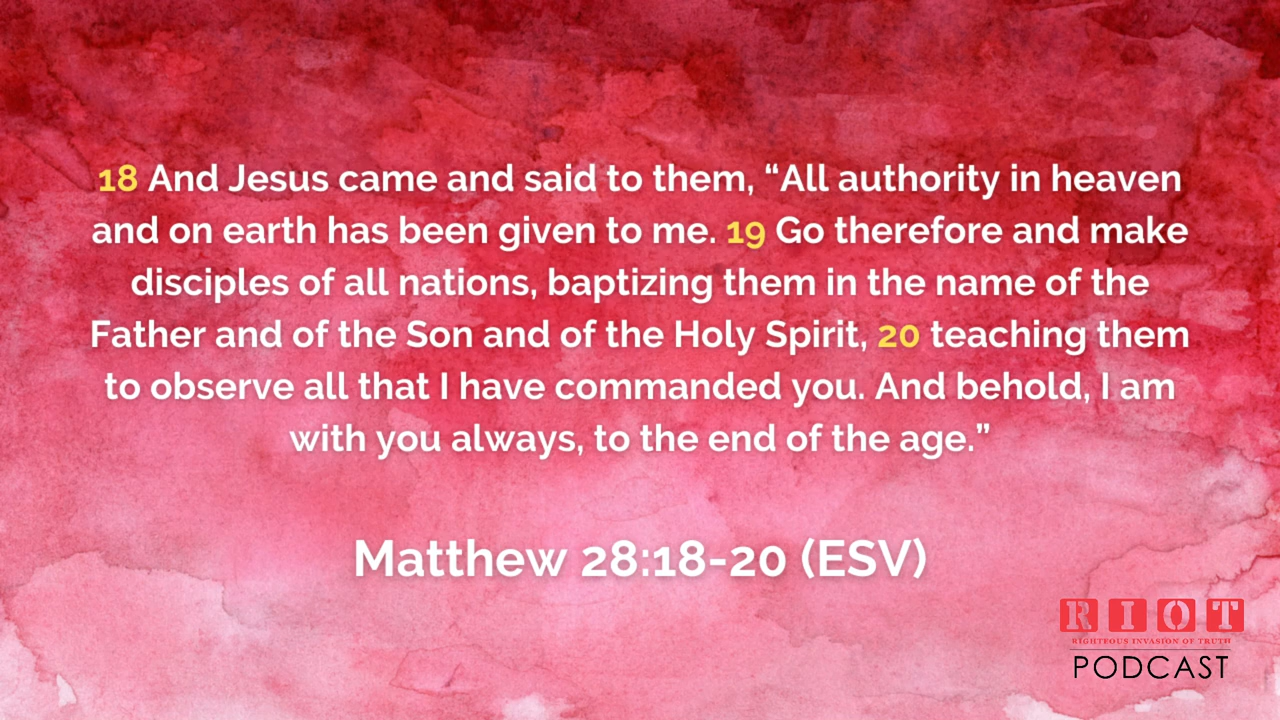 18 And Jesus came and said to them, “All authority in heaven
and on earth has been given to me. 19 Go therefore and make
disciples of all nations, baptizing them in the name of the
Father and of the Son and of the Holy Spirit, 20 teaching them
to observe all that I have commanded you. And behold, I am
with you always, to the end of the age.”
Matthew 28:18-20 (ESV)
RIOT
RIGHTEOUS INVASION OF TRUTH
PODCAST